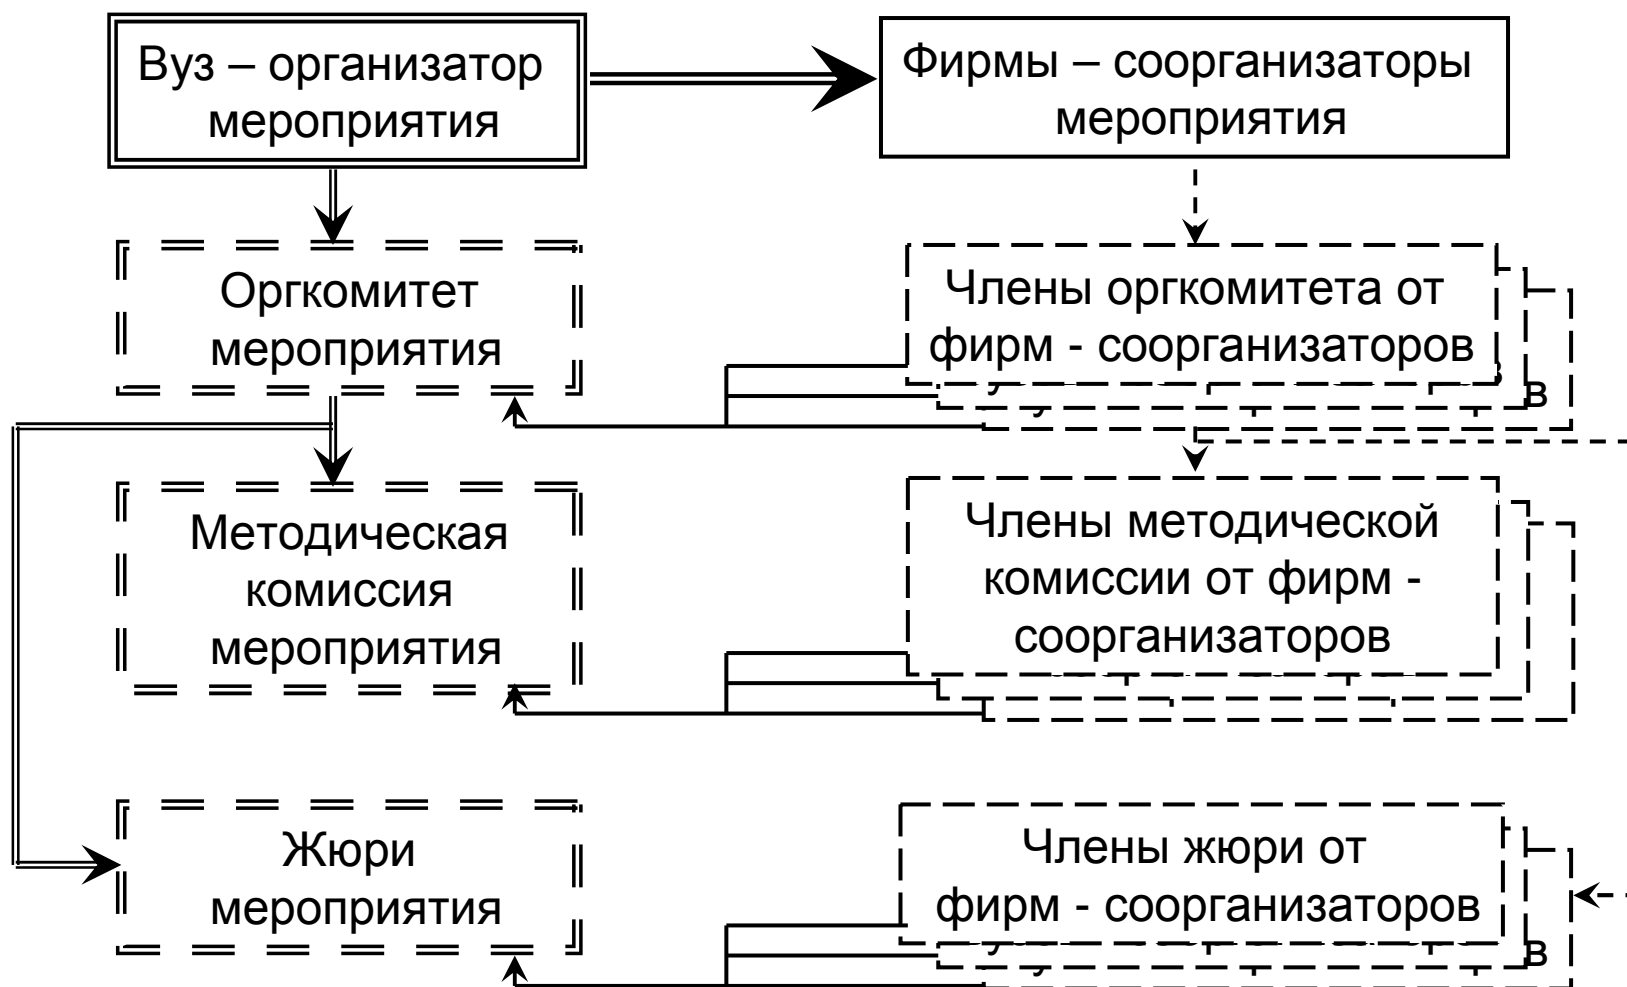 Вуз – организатор
мероприятия
Фирмы – соорганизаторы
мероприятия
Оргкомитет
мероприятия
Члены оргкомитета от
фирм - соорганизаторов
в
Методическая
комиссия
мероприятия
Члены методической
комиссии от фирм -
соорганизаторов
Жюри
мероприятия
Члены жюри от
фирм - соорганизаторов
в